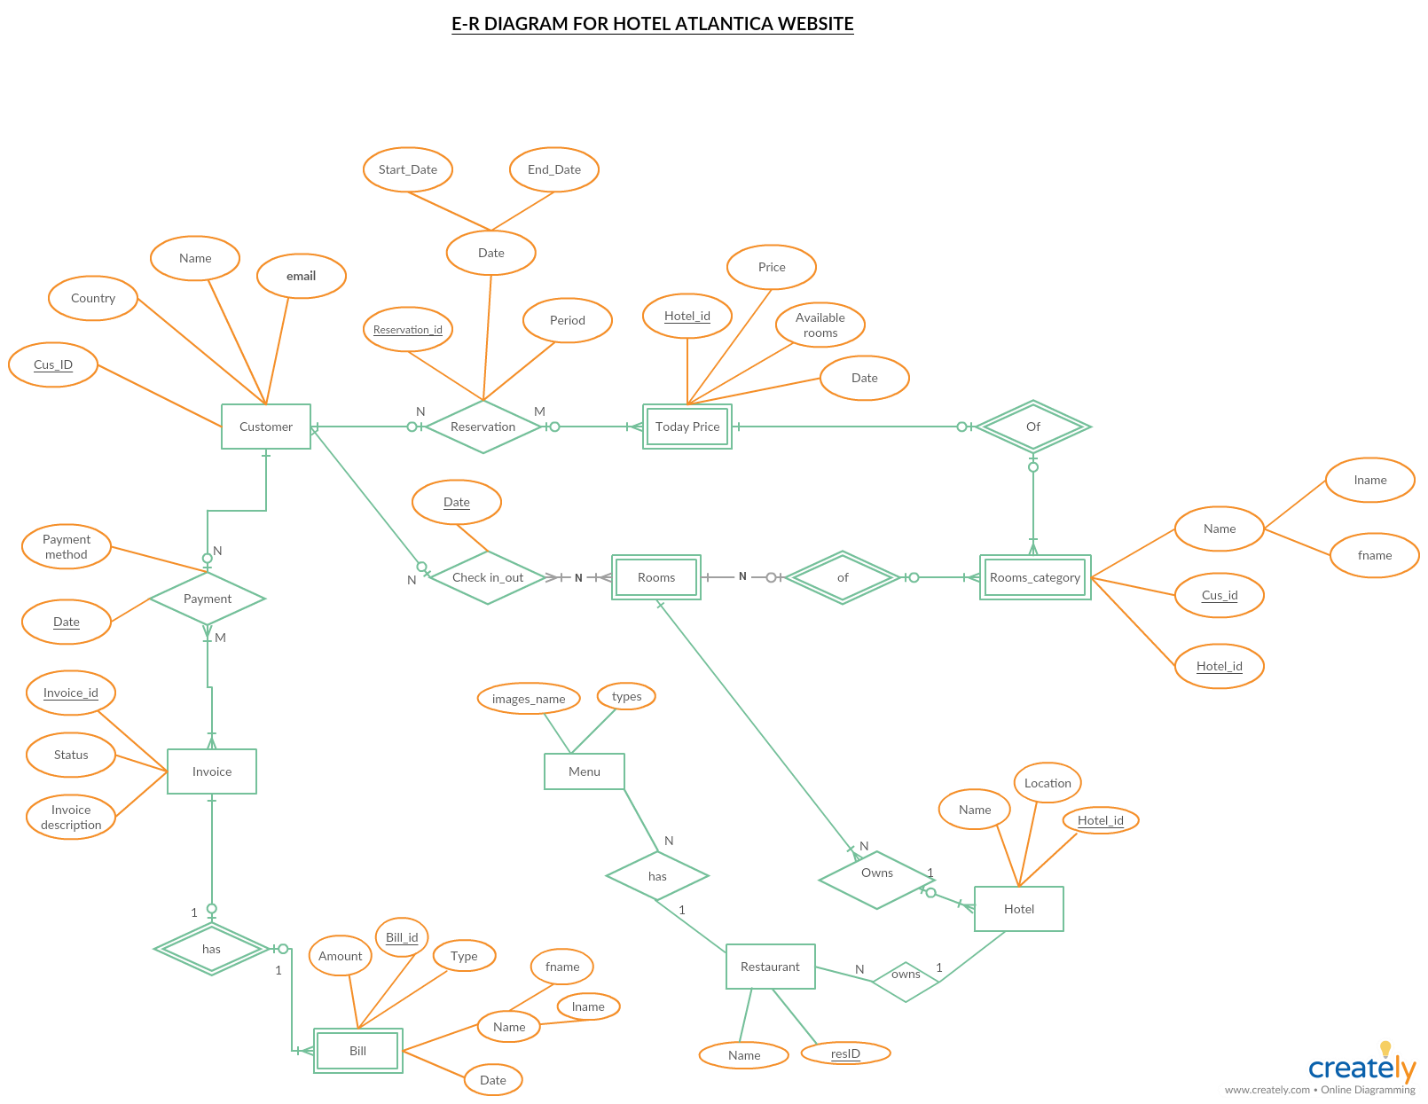 E-R DIAGRAM FOR HOTEL ATLANTICA WEBSITE
Start_Date
End_Date
Date
Name
email
Country
Cus_ID
Reservation_id
Period
Price
Hotel_id
Available
rooms
Date
Customer
N
Reservation
M
Today Price
Of
Date
N
Check in_out
N
Rooms
N
of
Rooms_category
Name
lname
fname
Cus_id
Hotel_id
Payment
method
N
Payment
Date
M
Invoice_id
Status
Invoice
description
Invoice
images_name
types
Menu
N
has
1
N
Owns
1
Name
Location
Hotel_id
Hotel
1
has
1
Amount
Bill_id
Type
fname
lname
Name
Date
Bill
Restaurant
N
owns
1
Name
resID
creately
www.creately.com • Online Diagramming